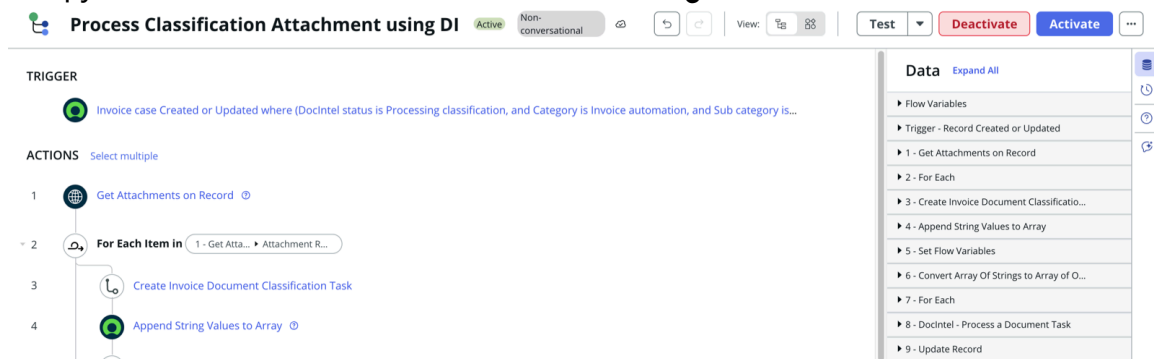 Process Classification Attachment using DI
Active
Non-
conversational
View:
Test
Deactivate
Activate
TRIGGER
Invoice case Created or Updated where (DocIntel status is Processing classification, and Category is Invoice automation, and Sub category is...
ACTIONS Select multiple
1 Get Attachments on Record
2 For Each Item in 1 - Get Atta... Attachment R...
3 Create Invoice Document Classification Task
4 Append String Values to Array
Data Expand All
Flow Variables
Trigger - Record Created or Updated
1 - Get Attachments on Record
2 - For Each
3 - Create Invoice Document Classificatio...
4 - Append String Values to Array
5 - Set Flow Variables
6 - Convert Array Of Strings to Array of O...
7 - For Each
8 - DocIntel - Process a Document Task
9 - Update Record